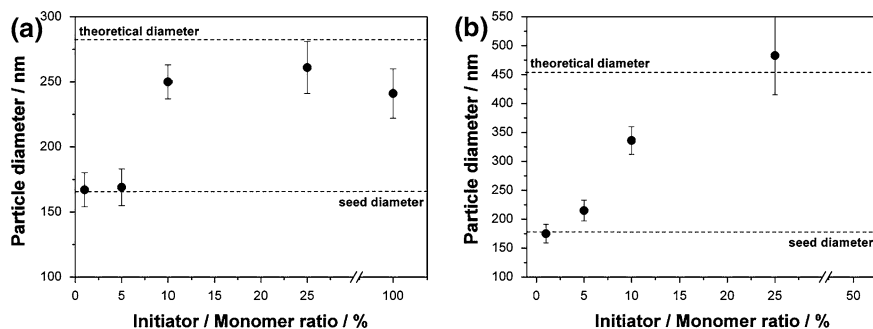 (a)
300
250
200
150
100
Particle diameter / nm
theoretical diameter
seed diameter
0 5 10 15 20 25 100
Initiator / Monomer ratio / %
(b)
550
500
450
400
350
300
250
200
150
100
Particle diameter / nm
theoretical diameter
seed diameter
0 5 10 15 20 25 50
Initiator / Monomer ratio / %